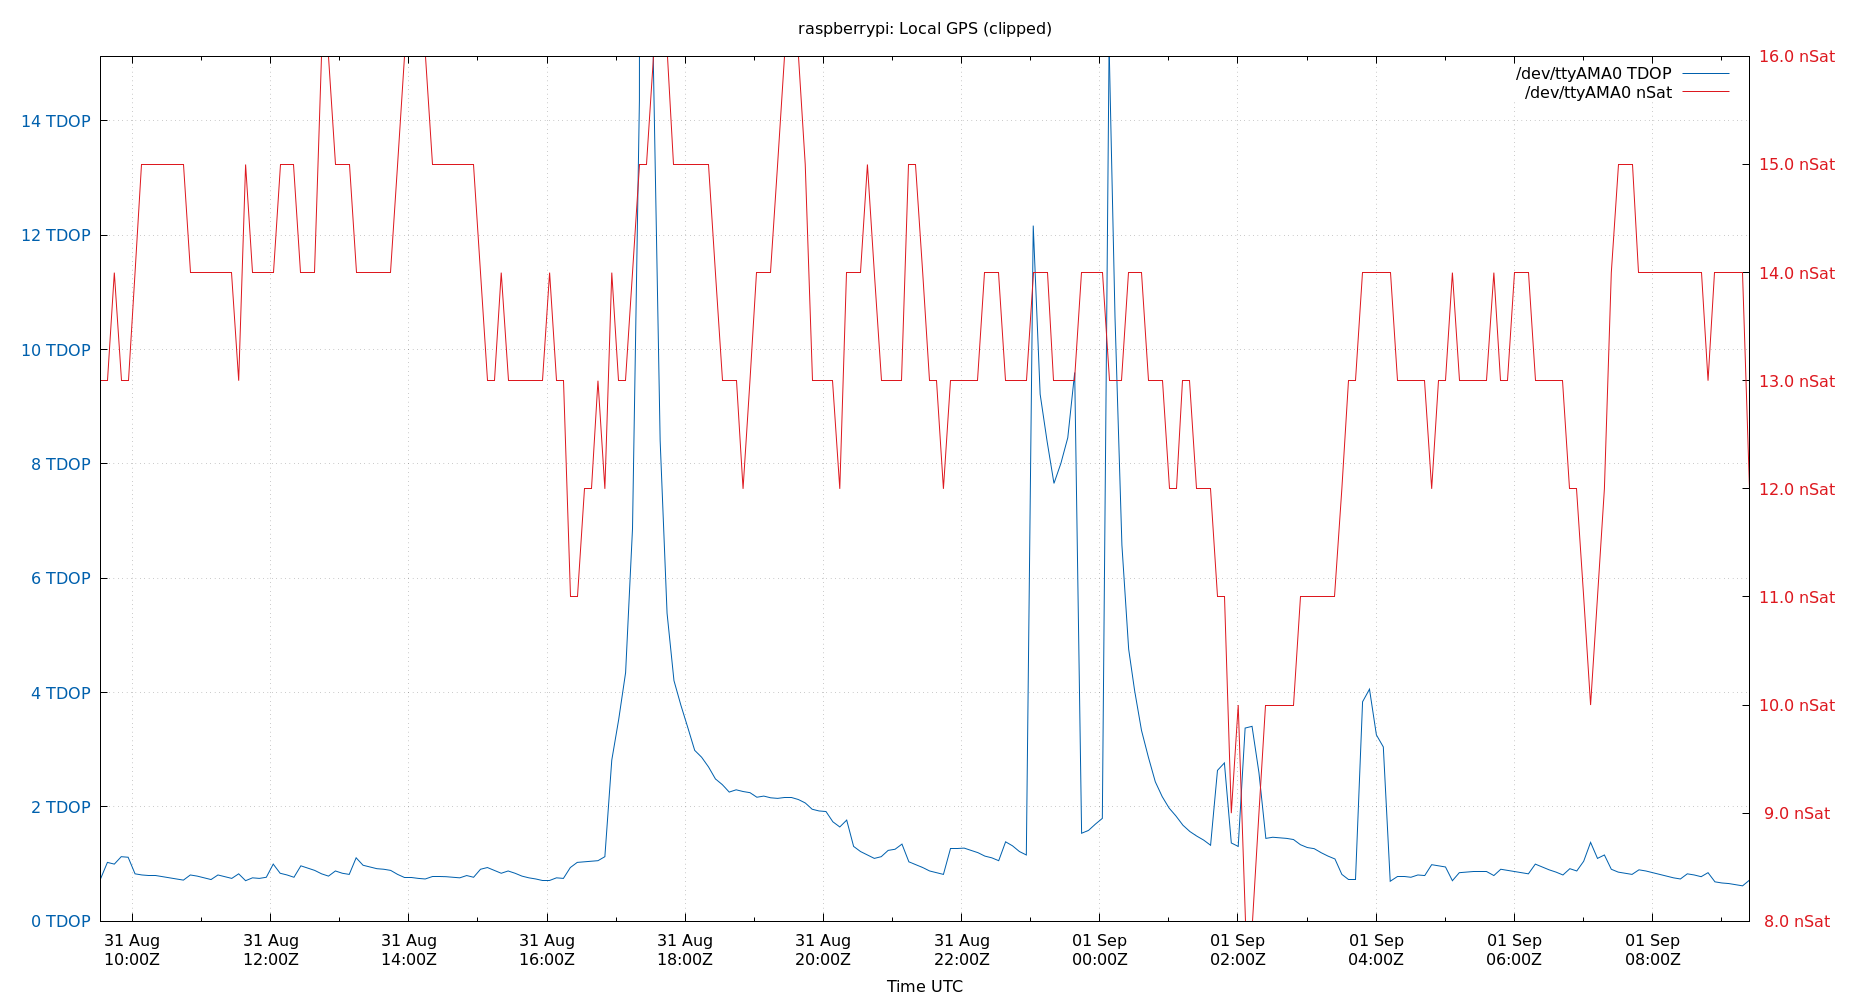 raspberrypi: Local GPS (clipped)
/dev/ttyAMA0 TDOP
/dev/ttyAMA0 nSat
14 TDOP
12 TDOP
10 TDOP
8 TDOP
6 TDOP
4 TDOP
2 TDOP
0 TDOP
16.0 nSat
15.0 nSat
14.0 nSat
13.0 nSat
12.0 nSat
11.0 nSat
10.0 nSat
9.0 nSat
8.0 nSat
31 Aug
10:00Z
31 Aug
12:00Z
31 Aug
14:00Z
31 Aug
16:00Z
31 Aug
18:00Z
31 Aug
20:00Z
31 Aug
22:00Z
01 Sep
00:00Z
01 Sep
02:00Z
01 Sep
04:00Z
01 Sep
06:00Z
01 Sep
08:00Z
Time UTC